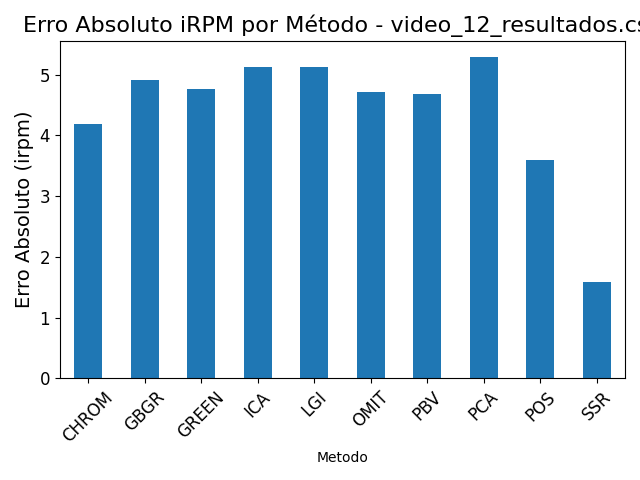 Erro Absoluto iRPM por Método - video_12_resultados.cs
Erro Absoluto (irpm)
5
4
3
2
1
0
CHROM
GBGR
GREEN
ICA
LGI
OMIT
PBV
PCA
POS
SSR
Metodo